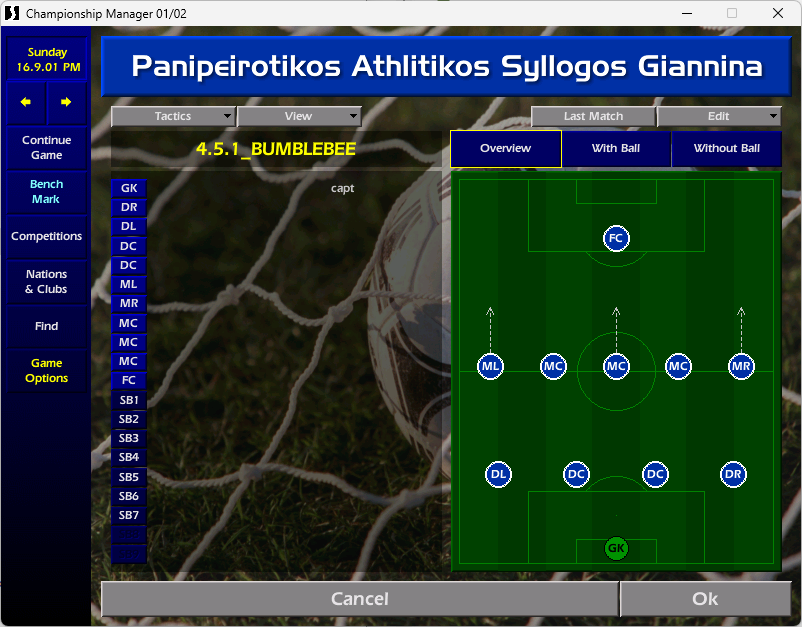 Championship Manager 01/02
Sunday
16.9.01 PM
Continue
Game
Bench
Mark
Competitions
Nations
& Clubs
Find
Game
Options
Panipeirotikos Athlitikos Syllogos Giannina
Tactics
View
Last Match
Edit
4.5.1_BUMBLEBEE
Overview
With Ball
Without Ball
GK capt
DR
DL
DC
DC
ML
MR
MC
MC
MC
FC
SB1
SB2
SB3
SB4
SB5
SB6
SB7
FC
ML MC MC MC MR
DL DC DC DR
GK
Cancel
Ok